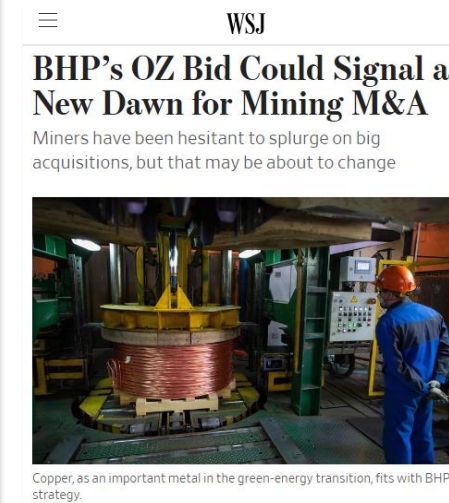 WSJ
BHP's OZ Bid Could Signal a
New Dawn for Mining M&A
Miners have been hesitant to splurge on big
acquisitions, but that may be about to change
Copper, as an important metal in the green-energy transition, fits with BHP
strategy.